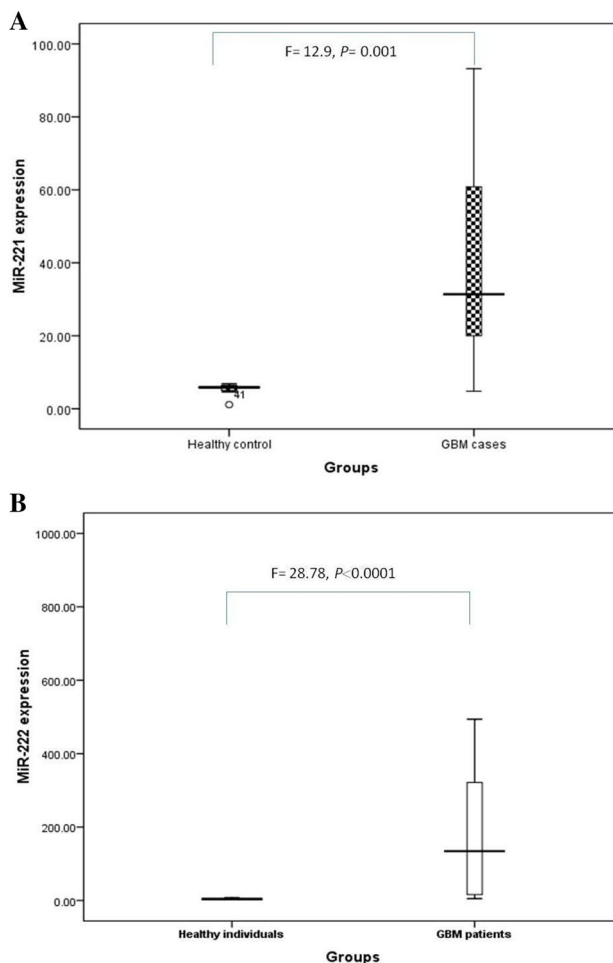 A
100.00
F= 12.9, P= 0.001
80.00
60.00
MiR-221 expression
40.00
20.00
41
0.00
Healthy control
GBM cases
Groups
B
1000.00
F= 28.78, P<0.0001
800.00
600.00
MiR-222 expression
400.00
200.00
0.00
Healthy individuals
GBM patients
Groups